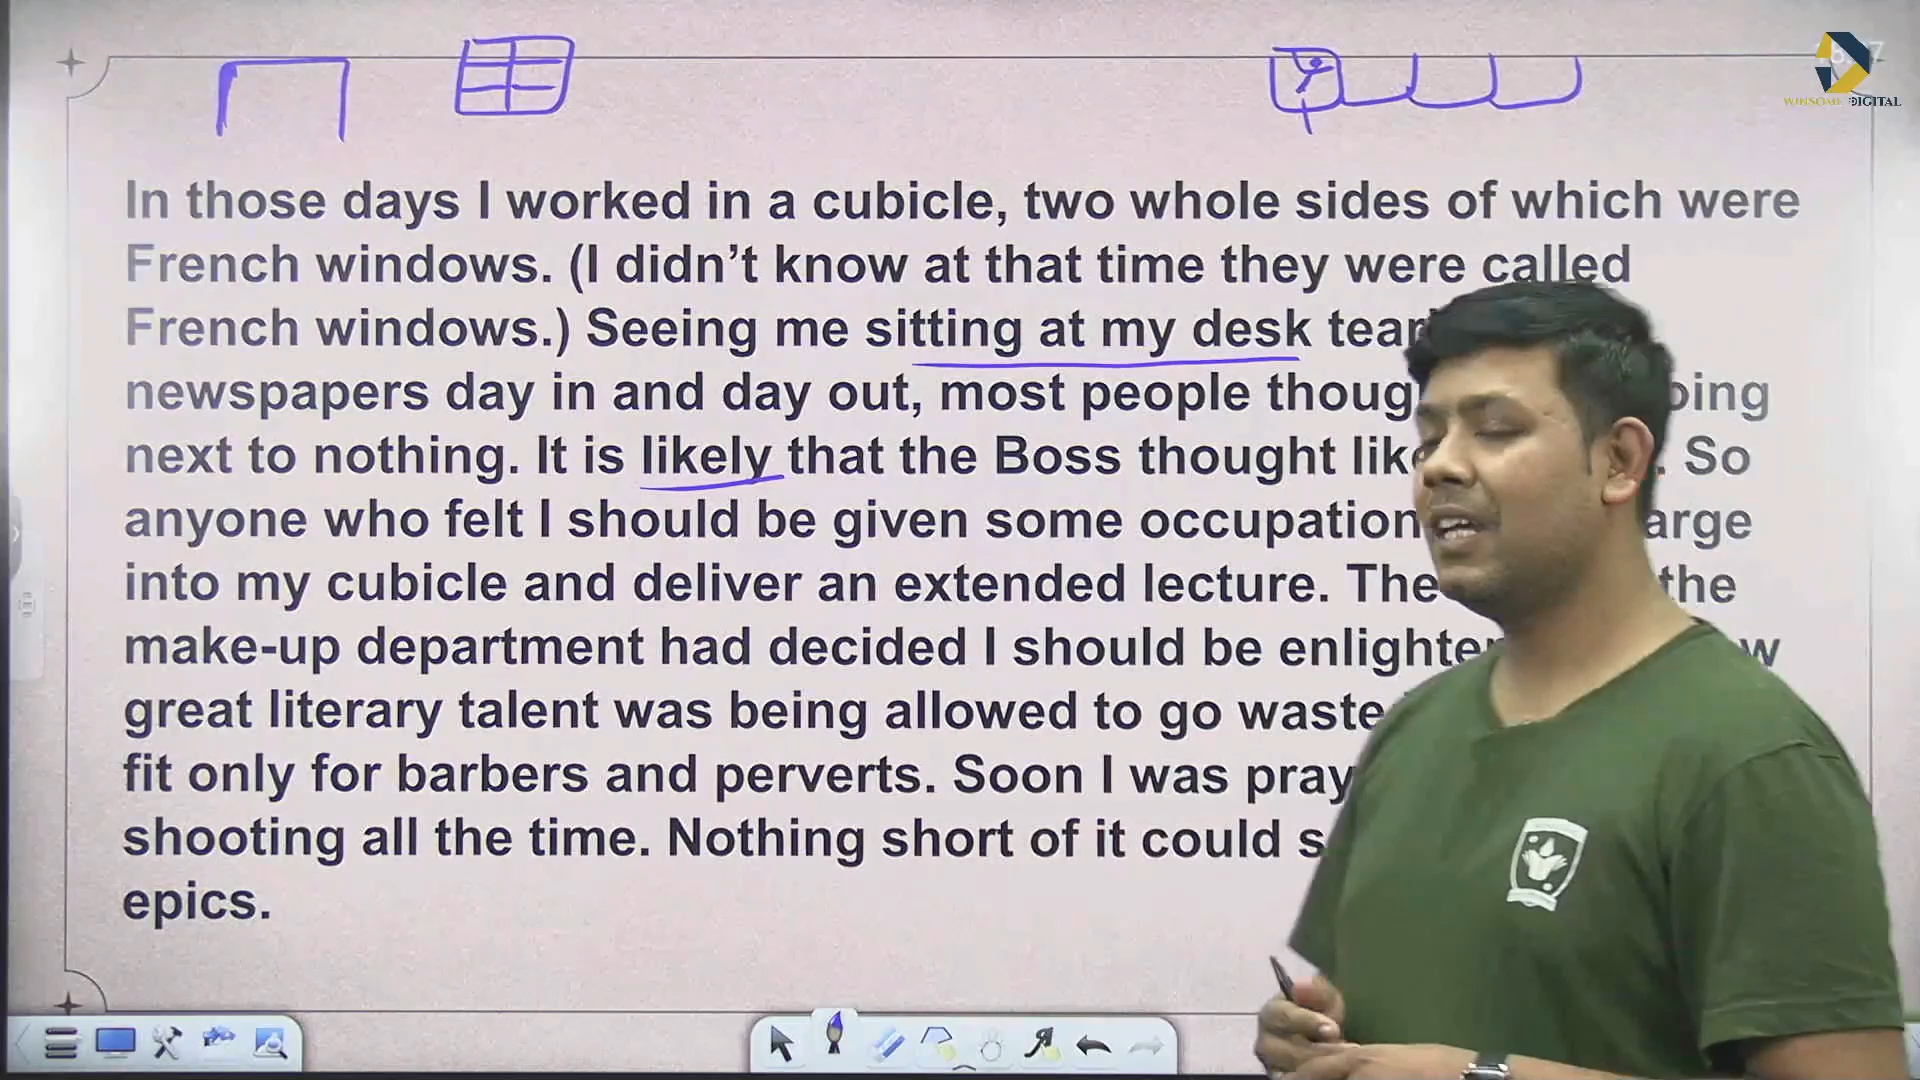 WINSOME DIGITAL
In those days I worked in a cubicle, two whole sides of which were
French windows. (I didn’t know at that time they were called
French windows.) Seeing me sitting at my desk
newspapers day in and day out, most people
next to nothing. It is likely that the Boss thought So
anyone who felt I should be given some occupation
into my cubicle and deliver an extended lecture. the
make-up department had decided I should be
great literary talent was being allowed to go waste
fit only for barbers and perverts. Soon I was
shooting all the time. Nothing short of it could
epics.